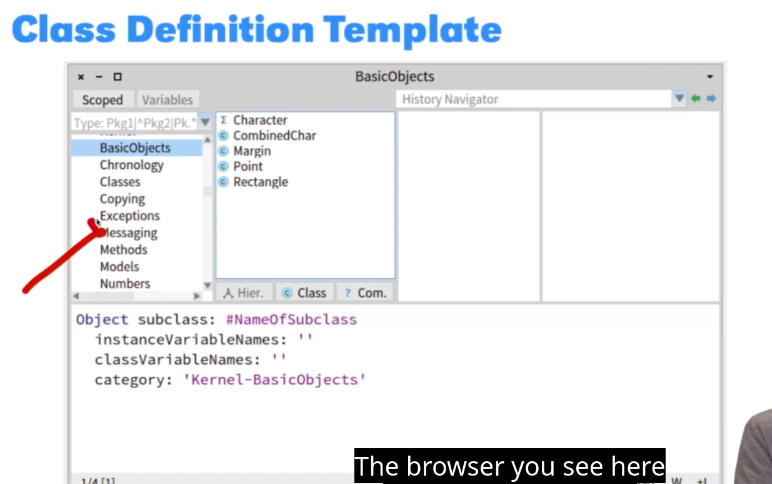 Class Definition Template
BasicObjects
Scoped Variables
History Navigator
Type: Pkg1|^Pkg2|Pk.*
BasicObjects
Chronology
Classes
Copying
Exceptions
Messaging
Methods
Models
Numbers
Character
CombinedChar
Margin
Point
Rectangle
Hier. Class ? Com.
Object subclass: #NameOfSubclass
instanceVariableNames: ''
classVariableNames: ''
category: 'Kernel-BasicObjects'
The browser you see here
1/4 [1]
W +L